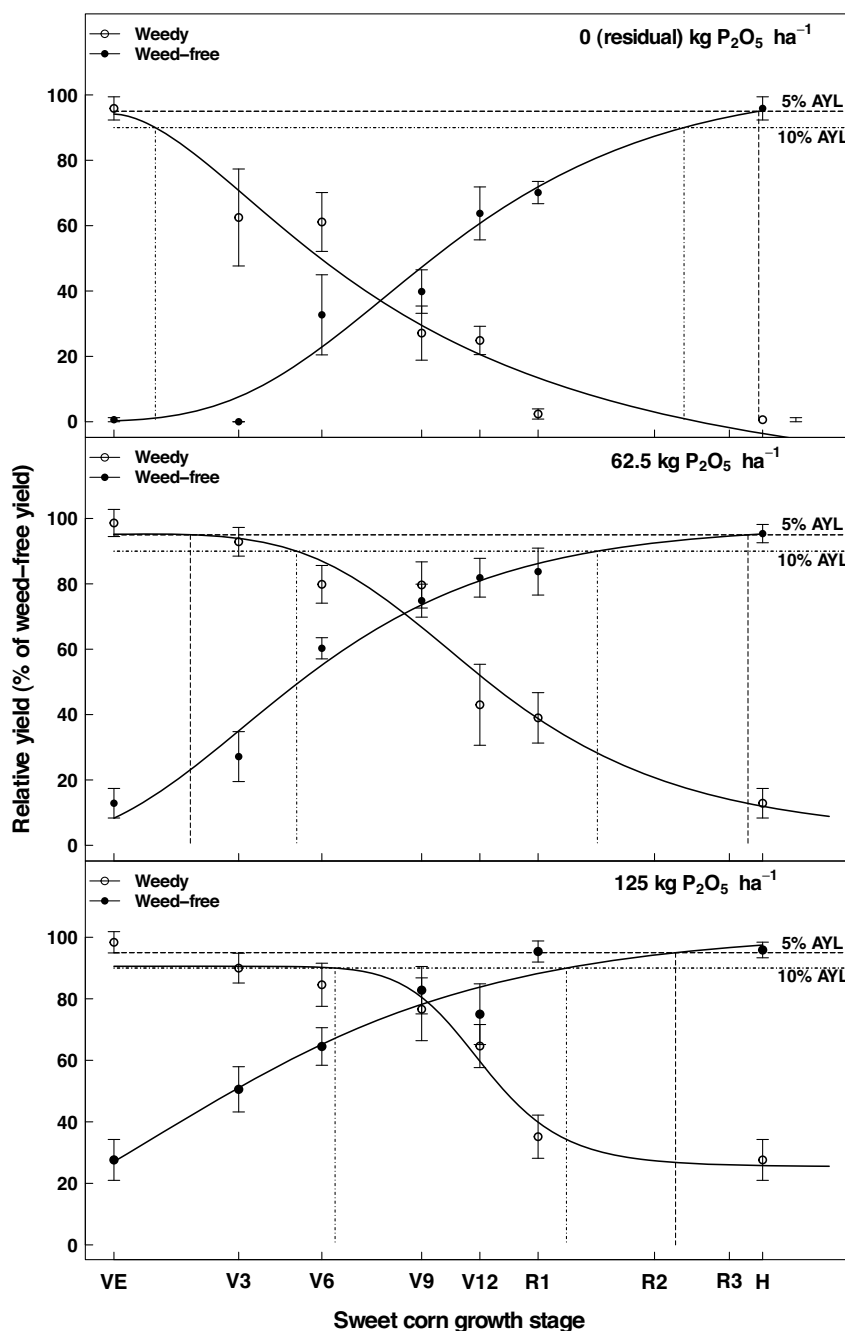 Weedy
Weed-free
0 (residual) kg P₂O₅ ha⁻¹
100
80
60
40
20
0
5% AYL
10% AYL
Weedy
Weed-free
62.5 kg P₂O₅ ha⁻¹
100
80
60
40
20
0
5% AYL
10% AYL
Weedy
Weed-free
125 kg P₂O₅ ha⁻¹
100
80
60
40
20
0
5% AYL
10% AYL
Relative yield (% of weed-free yield)
VE V3 V6 V9 V12 R1 R2 R3 H
Sweet corn growth stage